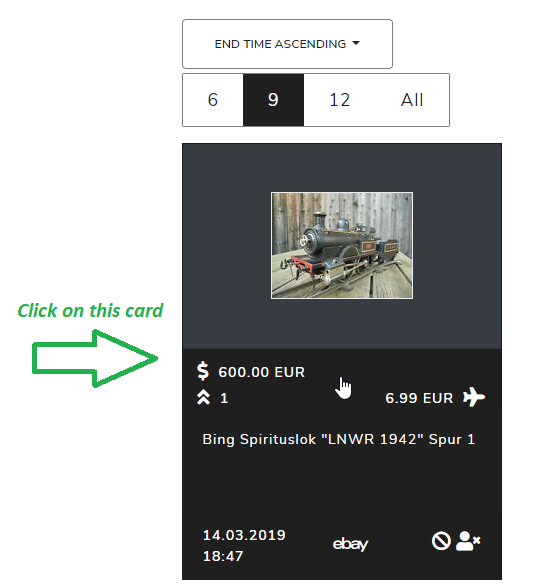 END TIME ASCENDING
6 9 12 All
Click on this card
$ 600.00 EUR
1 6.99 EUR
Bing Spirituslok "LNWR 1942" Spur 1
14.03.2019
18:47
ebay